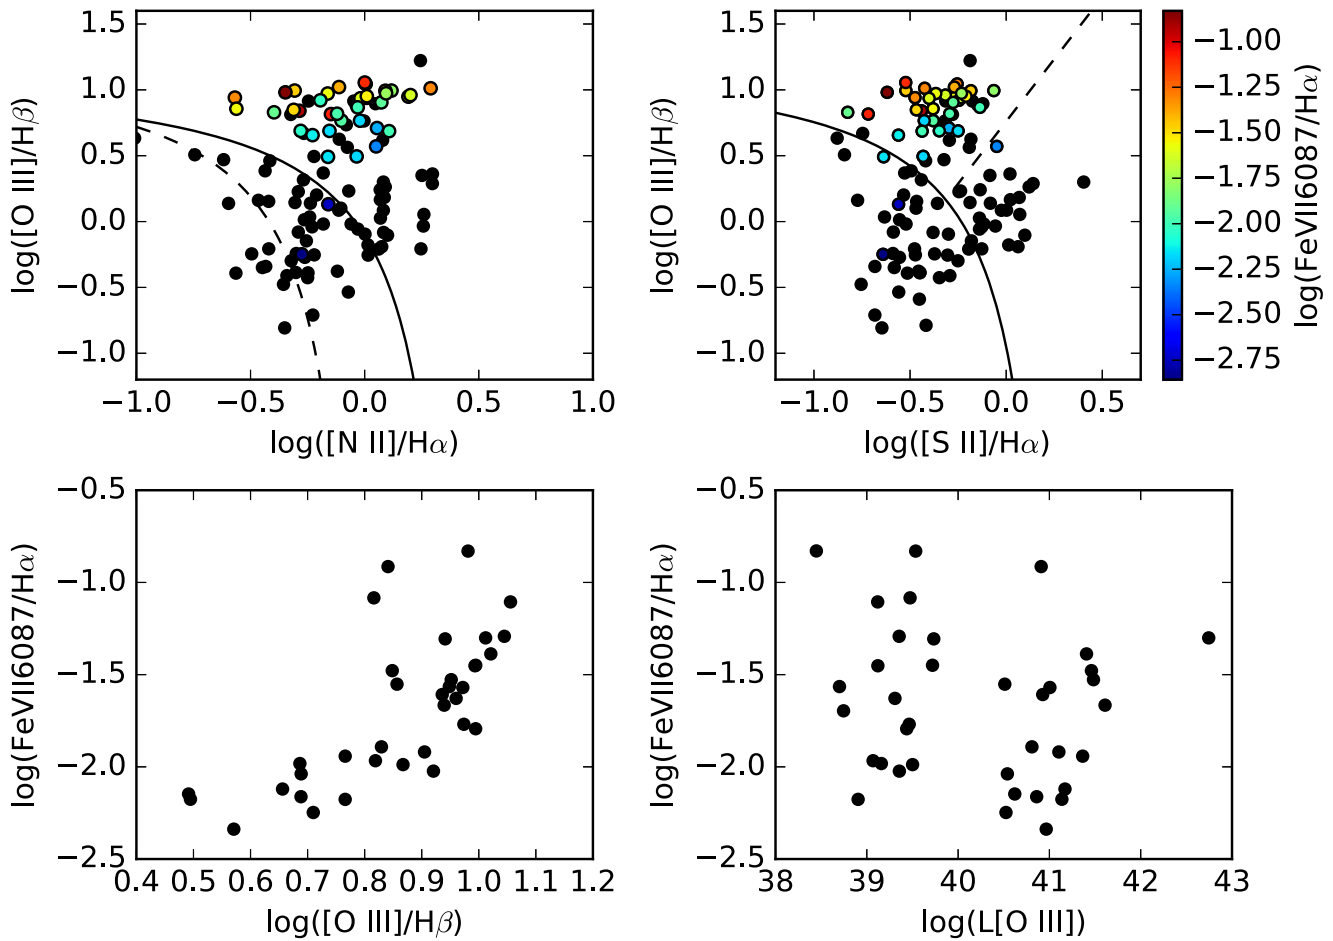 1.5
1.0
0.5
0.0
−0.5
−1.0
log([O III]/Hβ)
−1.0 −0.5 0.0 0.5 1.0
log([N II]/Hα)
1.5
1.0
0.5
0.0
−0.5
−1.0
log([O III]/Hβ)
−1.0 −0.5 0.0 0.5
log([S II]/Hα)
−1.00
−1.25
−1.50
−1.75
−2.00
−2.25
−2.50
−2.75
log(FeVII6087/Hα)
−0.5
−1.0
−1.5
−2.0
−2.5
log(FeVII6087/Hα)
0.4 0.5 0.6 0.7 0.8 0.9 1.0 1.1 1.2
log([O III]/Hβ)
−0.5
−1.0
−1.5
−2.0
−2.5
log(FeVII6087/Hα)
38 39 40 41 42 43
log(L[O III])